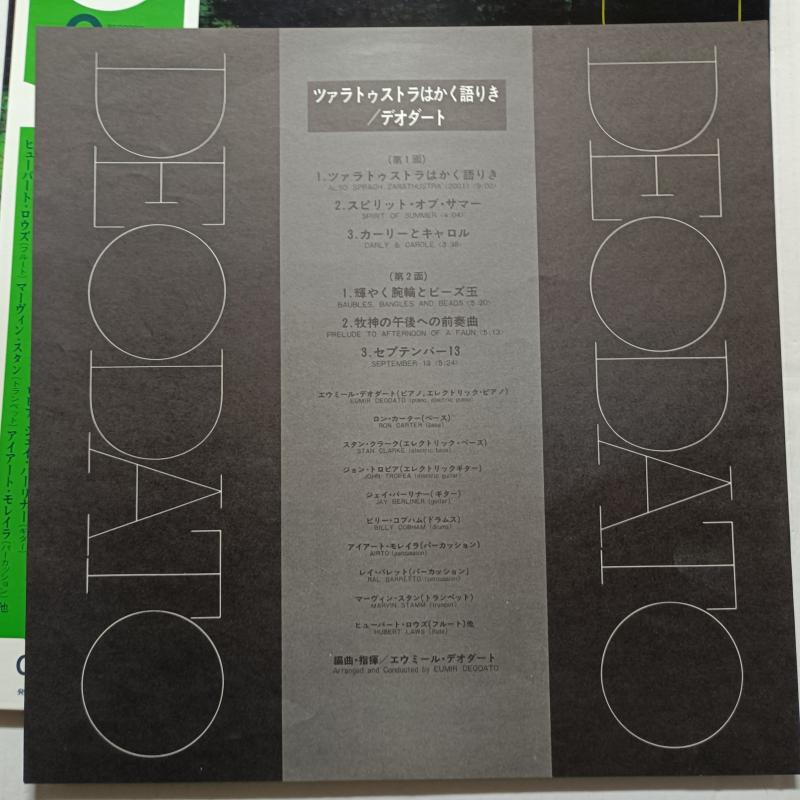 DEODATO
ツァラトゥストラはかく語りき
／デオダート
（第1面）
1.ツァラトゥストラはかく語りき
ALSO SPRACH ZARATHUSTRA (2001) (9:00)
2.スピリット・オブ・サマー
SPIRIT OF SUMMER (4:04)
3.カーリーとキャロル
CARLY & CAROLE (3:38)
（第2面）
1.輝やく腕輪とビーズ玉
BAUBLES, BANGLES AND BEADS (5:20)
2.牧神の午後への前奏曲
PRELUDE TO AFTERNOON OF A FAUN (5:13)
3.セプテンバー13
SEPTEMBER 13 (5:24)
エウミール・デオダート(ピアノ,エレクトリック・ピアノ)
EUMIR DEODATO (piano, electric piano)
ロン・カーター(ベース)
RON CARTER (bass)
スタン・クラーク(エレクトリック・ベース)
STAN CLARKE (electric bass)
ジョン・トロピア(エレクトリックギター)
JOHN TROPEA (electric guitar)
ジェイ・バーリナー(ギター)
JAY BERLINER (guitar)
ビリー・コブハム(ドラムス)
BILLY COBHAM (drums)
アイアート・モレイラ(パーカッション)
AIRTO (percussion)
レイ・バレット(パーカッション)
RAL BARRETTO (percussion)
マーヴィン・スタン(トランペット)
MARVIN STAMM (trumpet)
ヒューバート・ロウズ(フルート)他
HUBERT LAWS (flute)
編曲・指揮／エウミール・デオダート
Arranged and Conducted by EUMIR DEODATO
DEODATO
ヒューバート・ロウズ(フルート) マーヴィン・スタン(トランペット) アイアート・モレイラ(パーカッション)
他